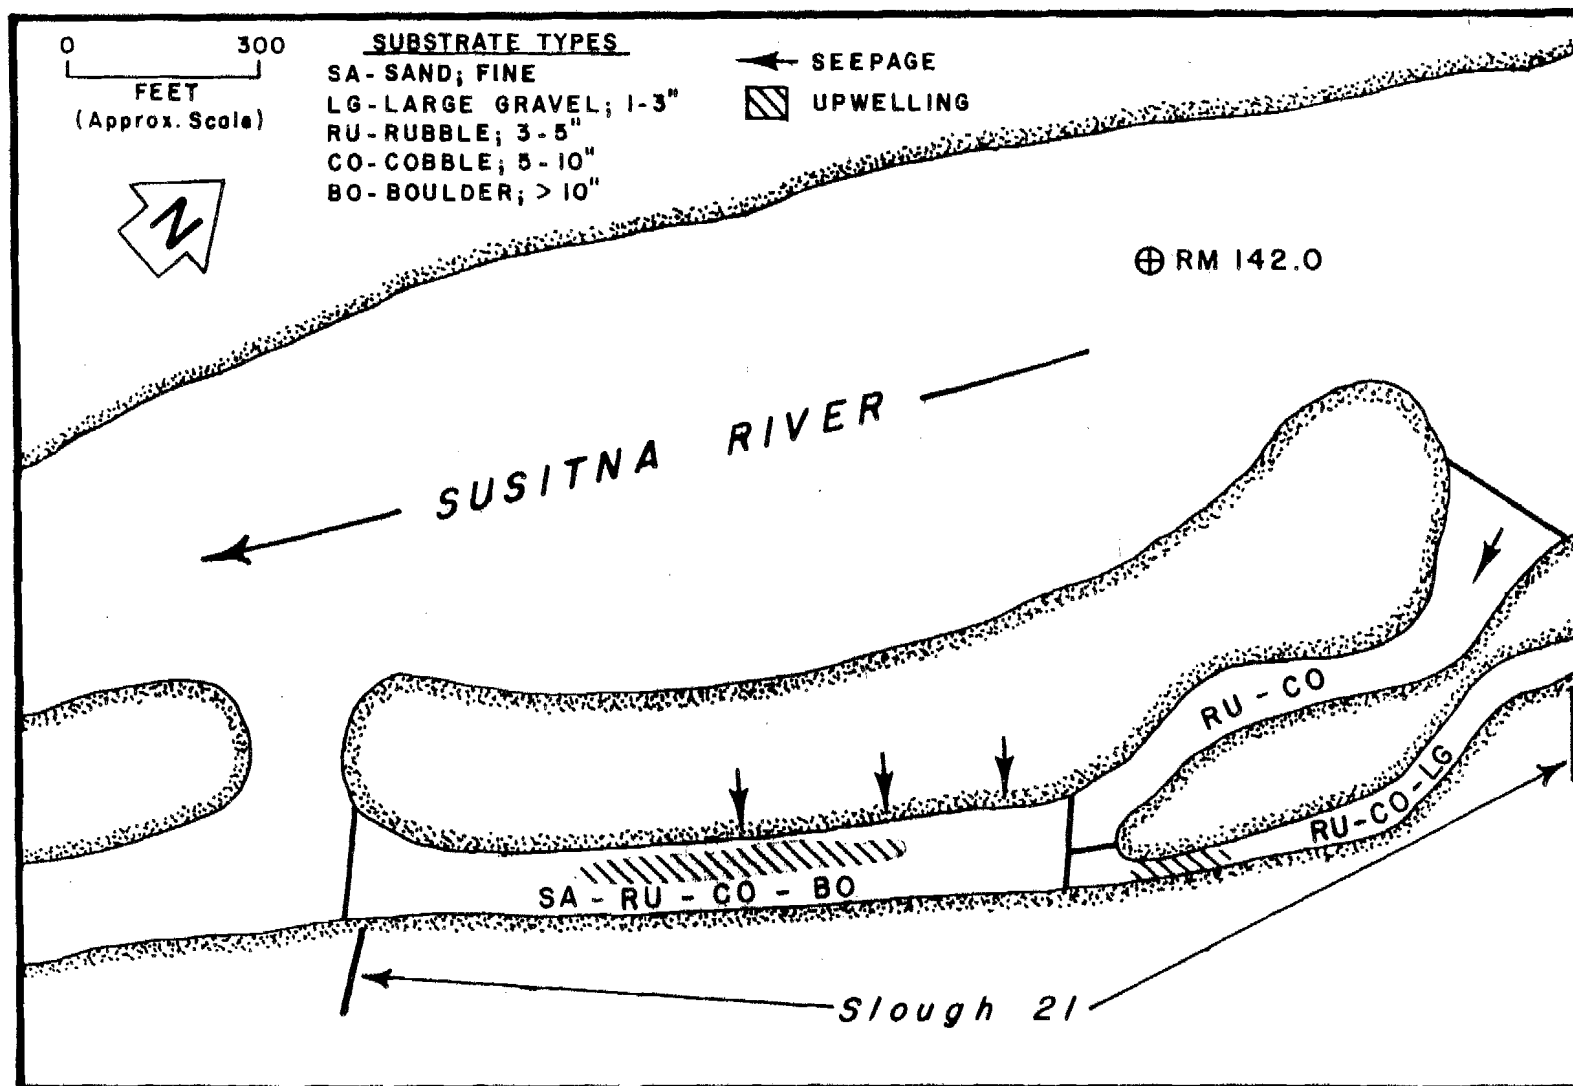 0 300
FEET
(Approx. Scale)
SUBSTRATE TYPES
SA-SAND; FINE
LG-LARGE GRAVEL; 1-3"
RU-RUBBLE; 3-5"
CO-COBBLE; 5-10"
BO-BOULDER; > 10"
SEEPAGE
UPWELLING
N
RM 142.0
SUSITNA RIVER
RU-CO
RU-CO-LG
SA-RU-CO-BO
Slough 21